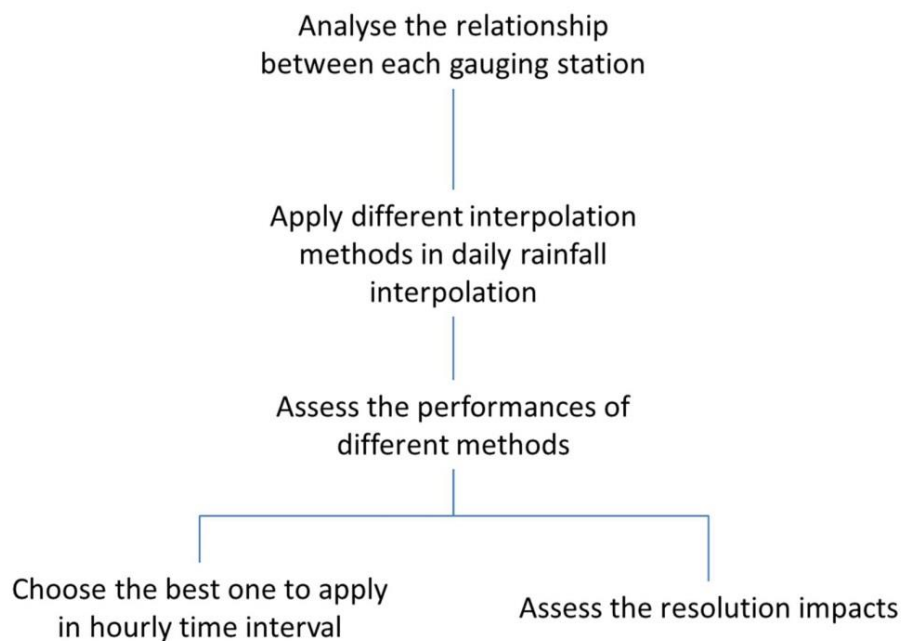 Analyse the relationship
between each gauging station
Apply different interpolation
methods in daily rainfall
interpolation
Assess the performances of
different methods
Choose the best one to apply
in hourly time interval
Assess the resolution impacts